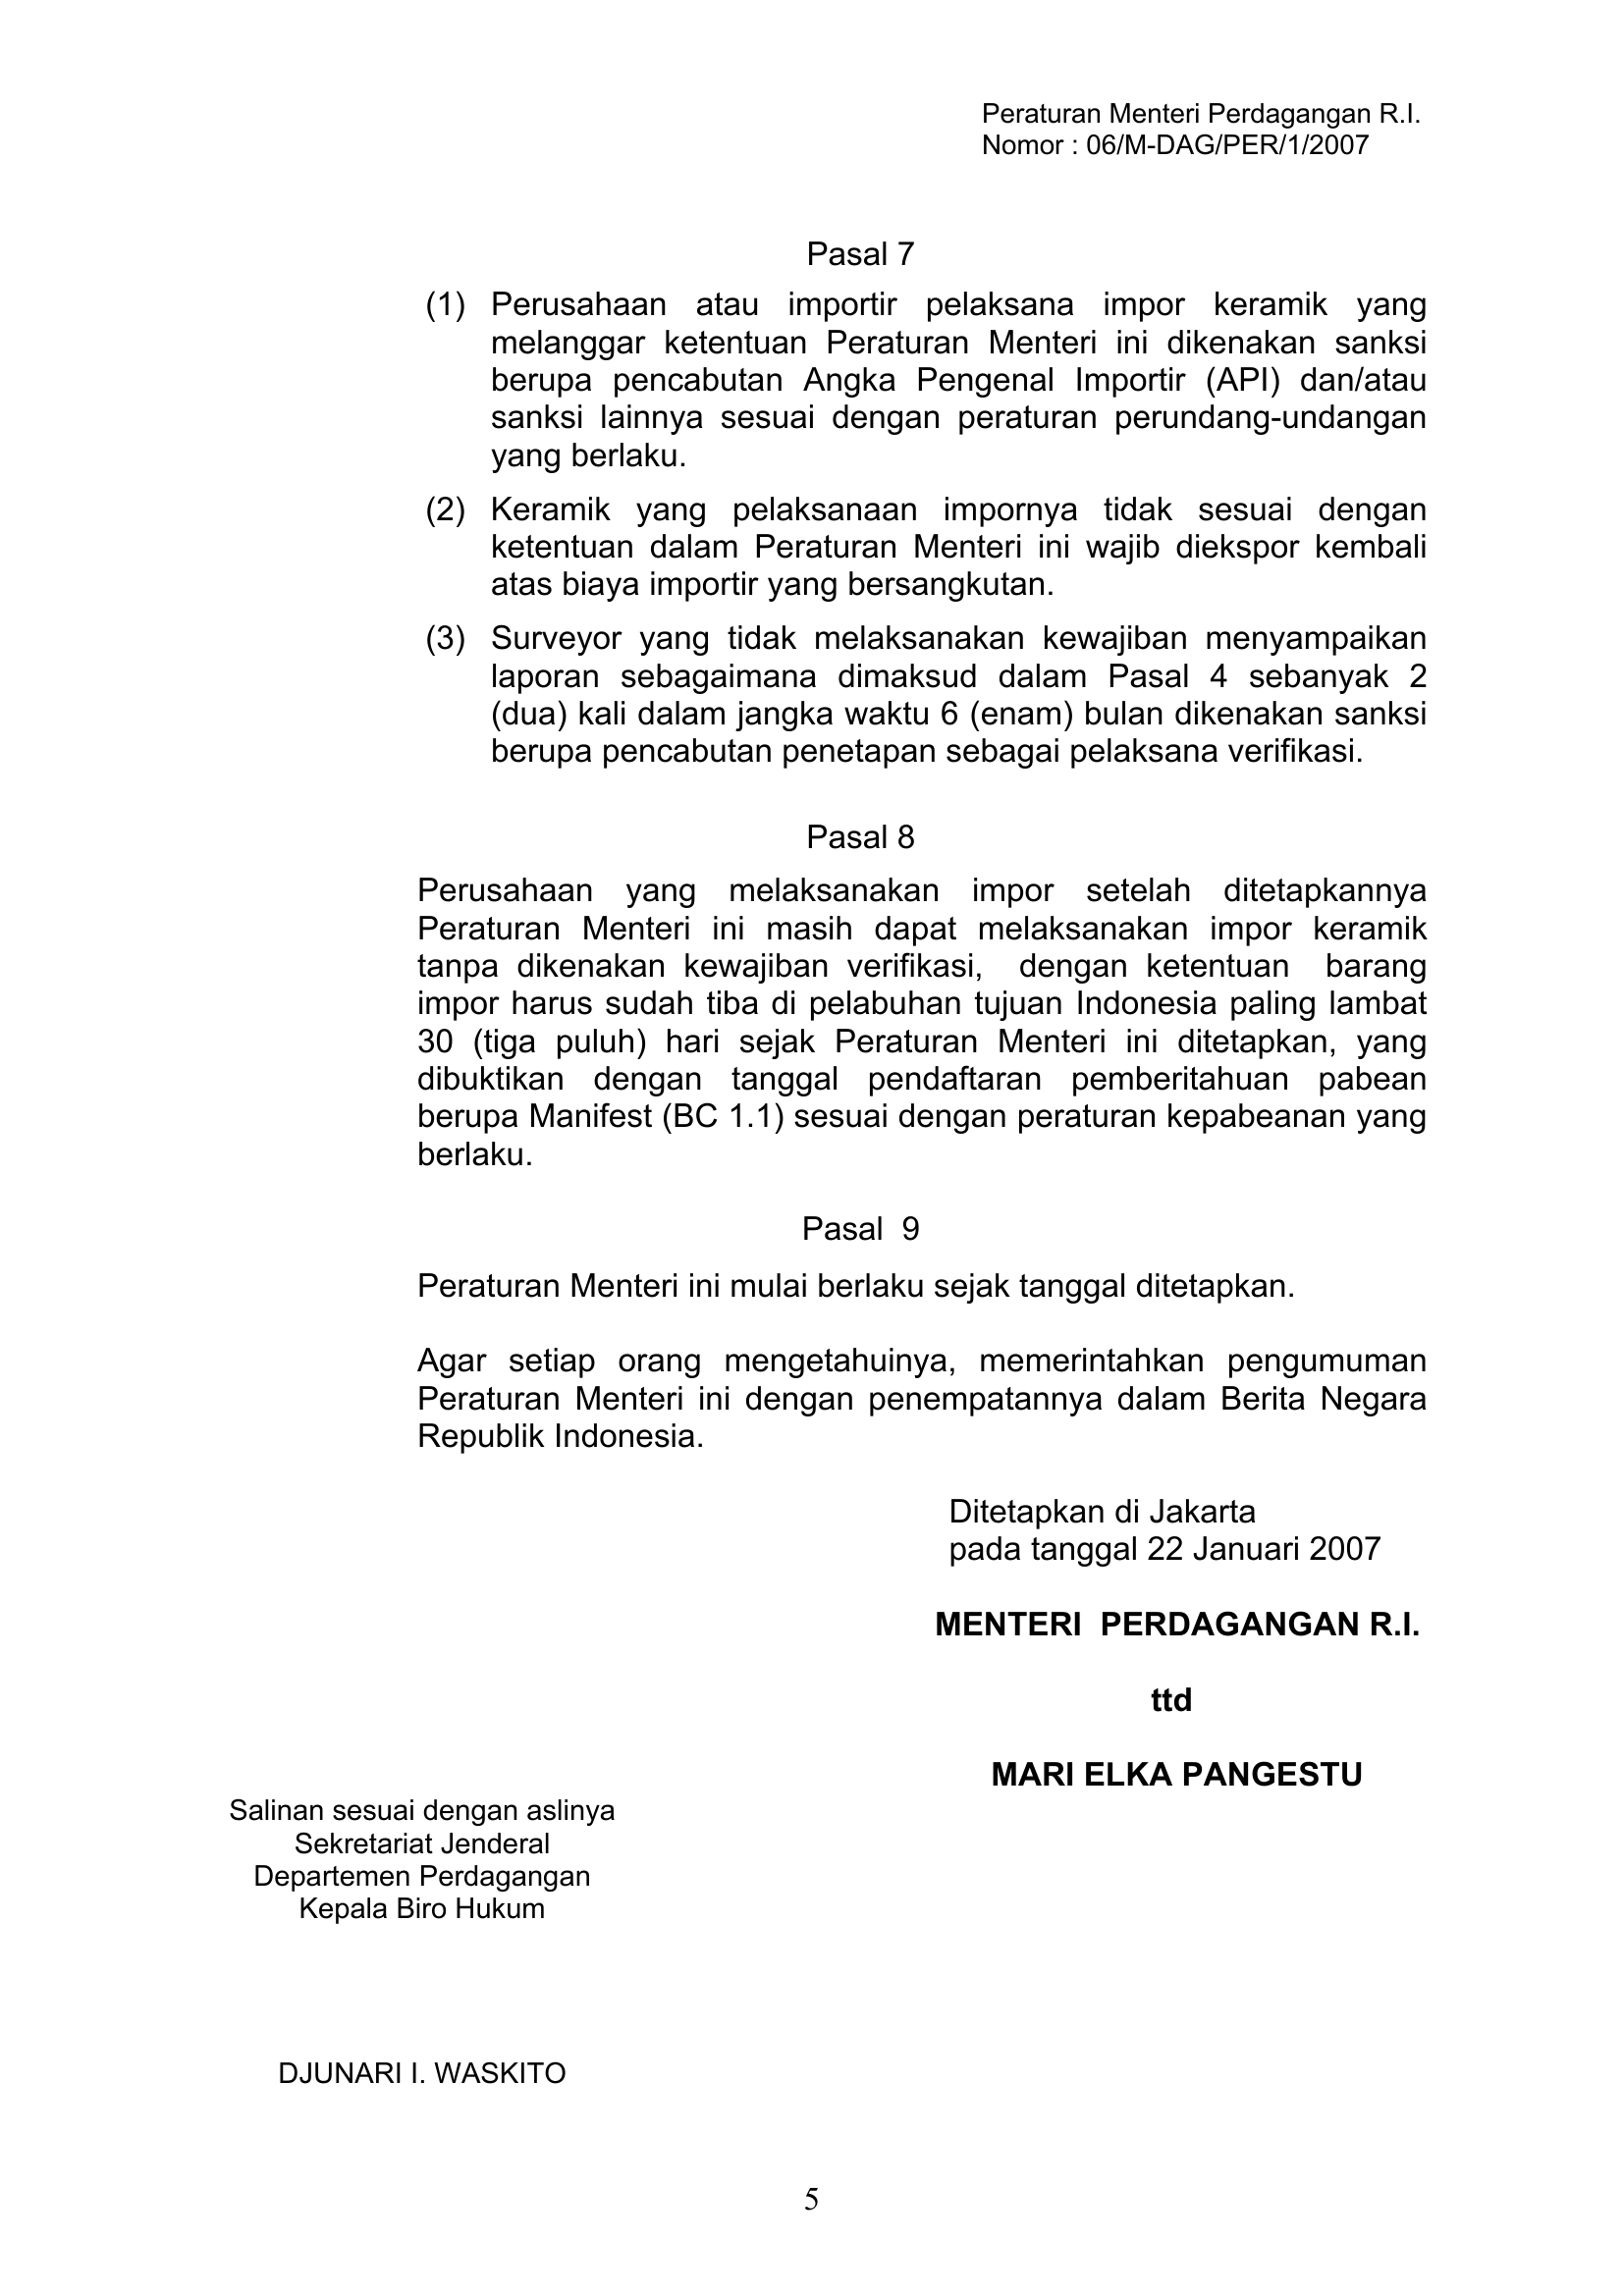 Peraturan Menteri Perdagangan R.I.
Nomor : 06/M-DAG/PER/1/2007
Pasal 7
(1) Perusahaan atau importir pelaksana impor keramik yang
melanggar ketentuan Peraturan Menteri ini dikenakan sanksi
berupa pencabutan Angka Pengenal Importir (API) dan/atau
sanksi lainnya sesuai dengan peraturan perundang-undangan
yang berlaku.
(2) Keramik yang pelaksanaan impornya tidak sesuai dengan
ketentuan dalam Peraturan Menteri ini wajib diekspor kembali
atas biaya importir yang bersangkutan.
(3) Surveyor yang tidak melaksanakan kewajiban menyampaikan
laporan sebagaimana dimaksud dalam Pasal 4 sebanyak 2
(dua) kali dalam jangka waktu 6 (enam) bulan dikenakan sanksi
berupa pencabutan penetapan sebagai pelaksana verifikasi.
Pasal 8
Perusahaan yang melaksanakan impor setelah ditetapkannya
Peraturan Menteri ini masih dapat melaksanakan impor keramik
tanpa dikenakan kewajiban verifikasi, dengan ketentuan barang
impor harus sudah tiba di pelabuhan tujuan Indonesia paling lambat
30 (tiga puluh) hari sejak Peraturan Menteri ini ditetapkan, yang
dibuktikan dengan tanggal pendaftaran pemberitahuan pabean
berupa Manifest (BC 1.1) sesuai dengan peraturan kepabeanan yang
berlaku.
Pasal 9
Peraturan Menteri ini mulai berlaku sejak tanggal ditetapkan.
Agar setiap orang mengetahuinya, memerintahkan pengumuman
Peraturan Menteri ini dengan penempatannya dalam Berita Negara
Republik Indonesia.
Ditetapkan di Jakarta
pada tanggal 22 Januari 2007
MENTERI PERDAGANGAN R.I.
ttd
MARI ELKA PANGESTU
Salinan sesuai dengan aslinya
Sekretariat Jenderal
Departemen Perdagangan
Kepala Biro Hukum
DJUNARI I. WASKITO
5